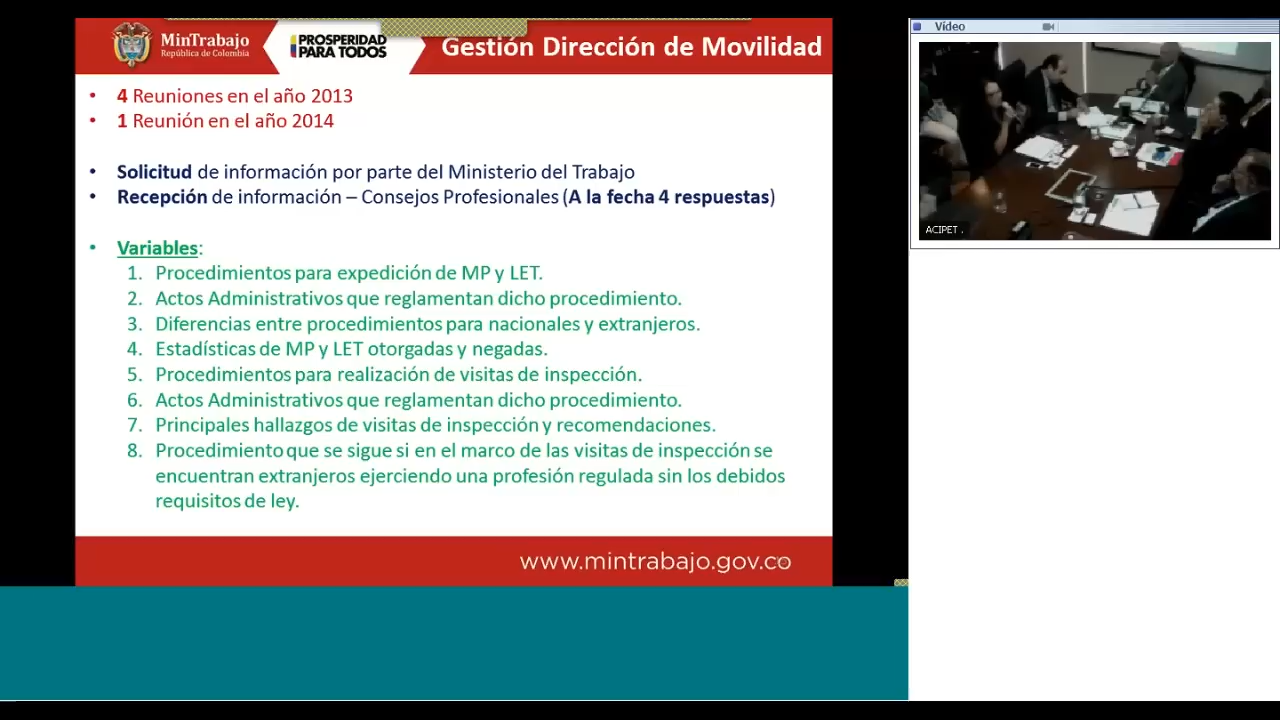 MinTrabajo
República de Colombia
PROSPERIDAD
PARA TODOS
Gestión Dirección de Movilidad
• 4 Reuniones en el año 2013
• 1 Reunión en el año 2014
• Solicitud de información por parte del Ministerio del Trabajo
• Recepción de información – Consejos Profesionales (A la fecha 4 respuestas)
• Variables:
1. Procedimientos para expedición de MP y LET.
2. Actos Administrativos que reglamentan dicho procedimiento.
3. Diferencias entre procedimientos para nacionales y extranjeros.
4. Estadísticas de MP y LET otorgadas y negadas.
5. Procedimientos para realización de visitas de inspección.
6. Actos Administrativos que reglamentan dicho procedimiento.
7. Principales hallazgos de visitas de inspección y recomendaciones.
8. Procedimiento que se sigue si en el marco de las visitas de inspección se
encuentran extranjeros ejerciendo una profesión regulada sin los debidos
requisitos de ley.
www.mintrabajo.gov.co
Vídeo
ACIPET .